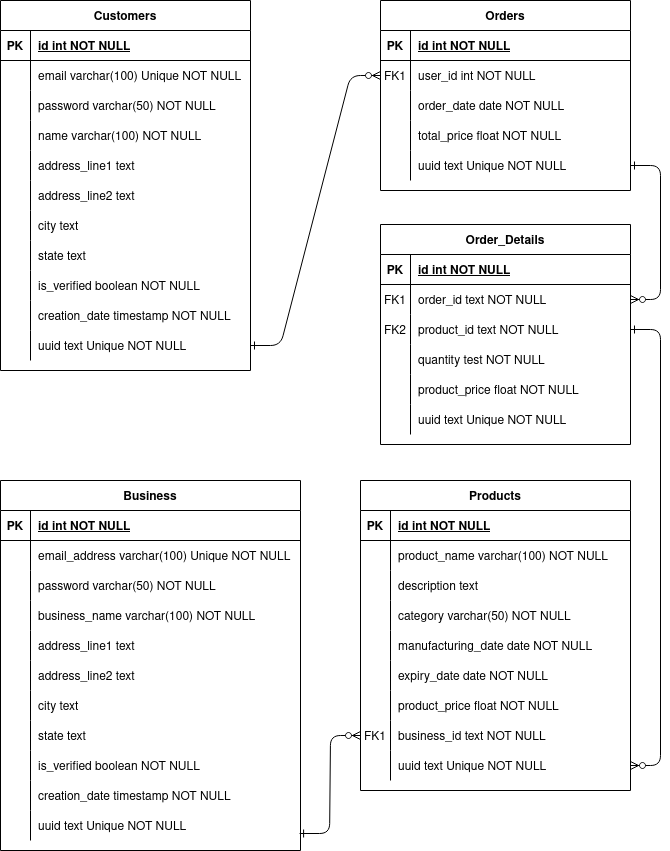 Customers
PK id int NOT NULL
email varchar(100) Unique NOT NULL
password varchar(50) NOT NULL
name varchar(100) NOT NULL
address_line1 text
address_line2 text
city text
state text
is_verified boolean NOT NULL
creation_date timestamp NOT NULL
uuid text Unique NOT NULL
Orders
PK id int NOT NULL
FK1 user_id int NOT NULL
order_date date NOT NULL
total_price float NOT NULL
uuid text Unique NOT NULL
Order_Details
PK id int NOT NULL
FK1 order_id text NOT NULL
FK2 product_id text NOT NULL
quantity test NOT NULL
product_price float NOT NULL
uuid text Unique NOT NULL
Business
PK id int NOT NULL
email_address varchar(100) Unique NOT NULL
password varchar(50) NOT NULL
business_name varchar(100) NOT NULL
address_line1 text
address_line2 text
city text
state text
is_verified boolean NOT NULL
creation_date timestamp NOT NULL
uuid text Unique NOT NULL
Products
PK id int NOT NULL
product_name varchar(100) NOT NULL
description text
category varchar(50) NOT NULL
manufacturing_date date NOT NULL
expiry_date date NOT NULL
product_price float NOT NULL
FK1 business_id text NOT NULL
uuid text Unique NOT NULL